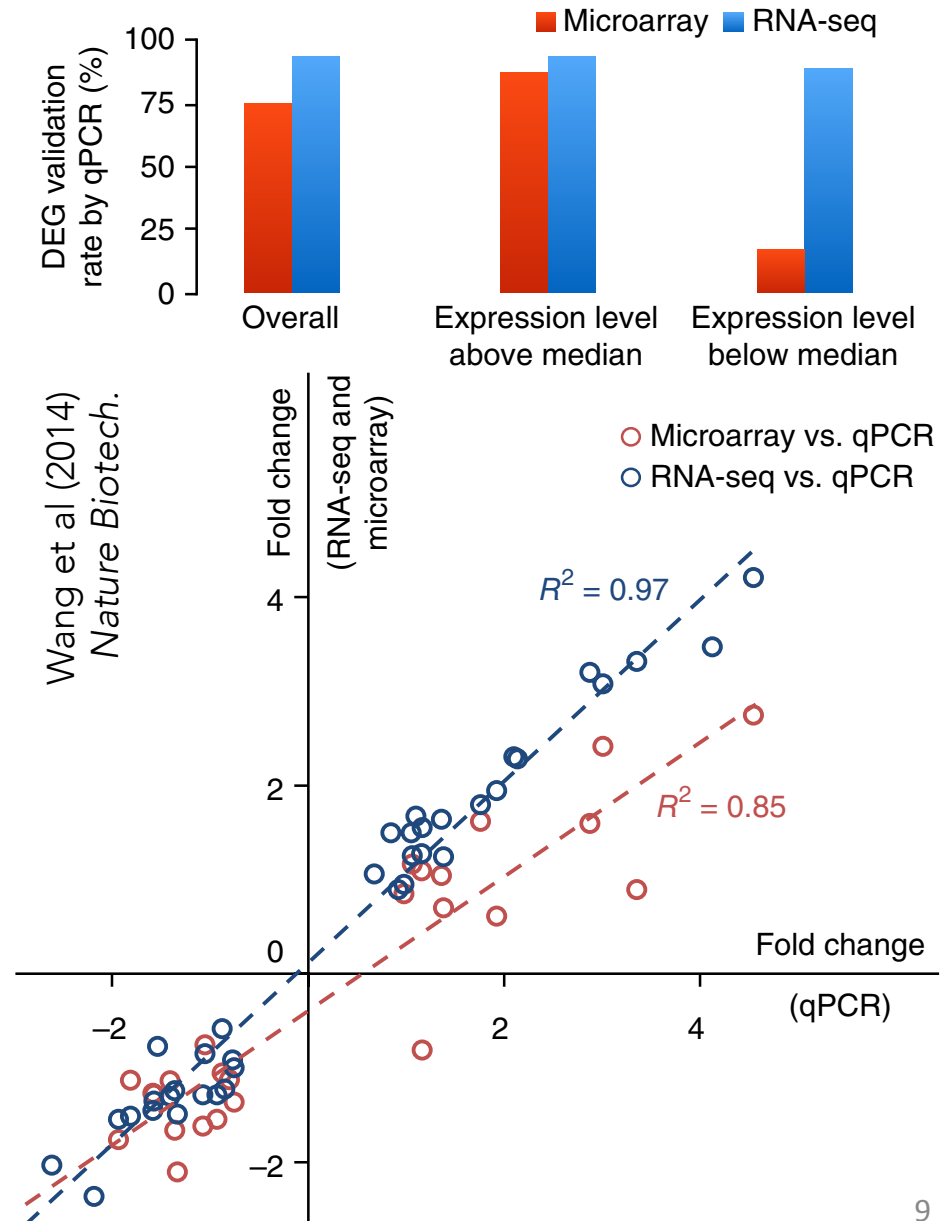 Microarray RNA-seq
DEG validation
rate by qPCR (%)
100
75
50
25
0
Overall
Expression level
above median
Expression level
below median
Wang et al (2014)
Nature Biotech.
Fold change
(RNA-seq and
microarray)
Microarray vs. qPCR
RNA-seq vs. qPCR
R² = 0.97
4
2
R² = 0.85
0
Fold change
(qPCR)
–2
2
4
–2
9